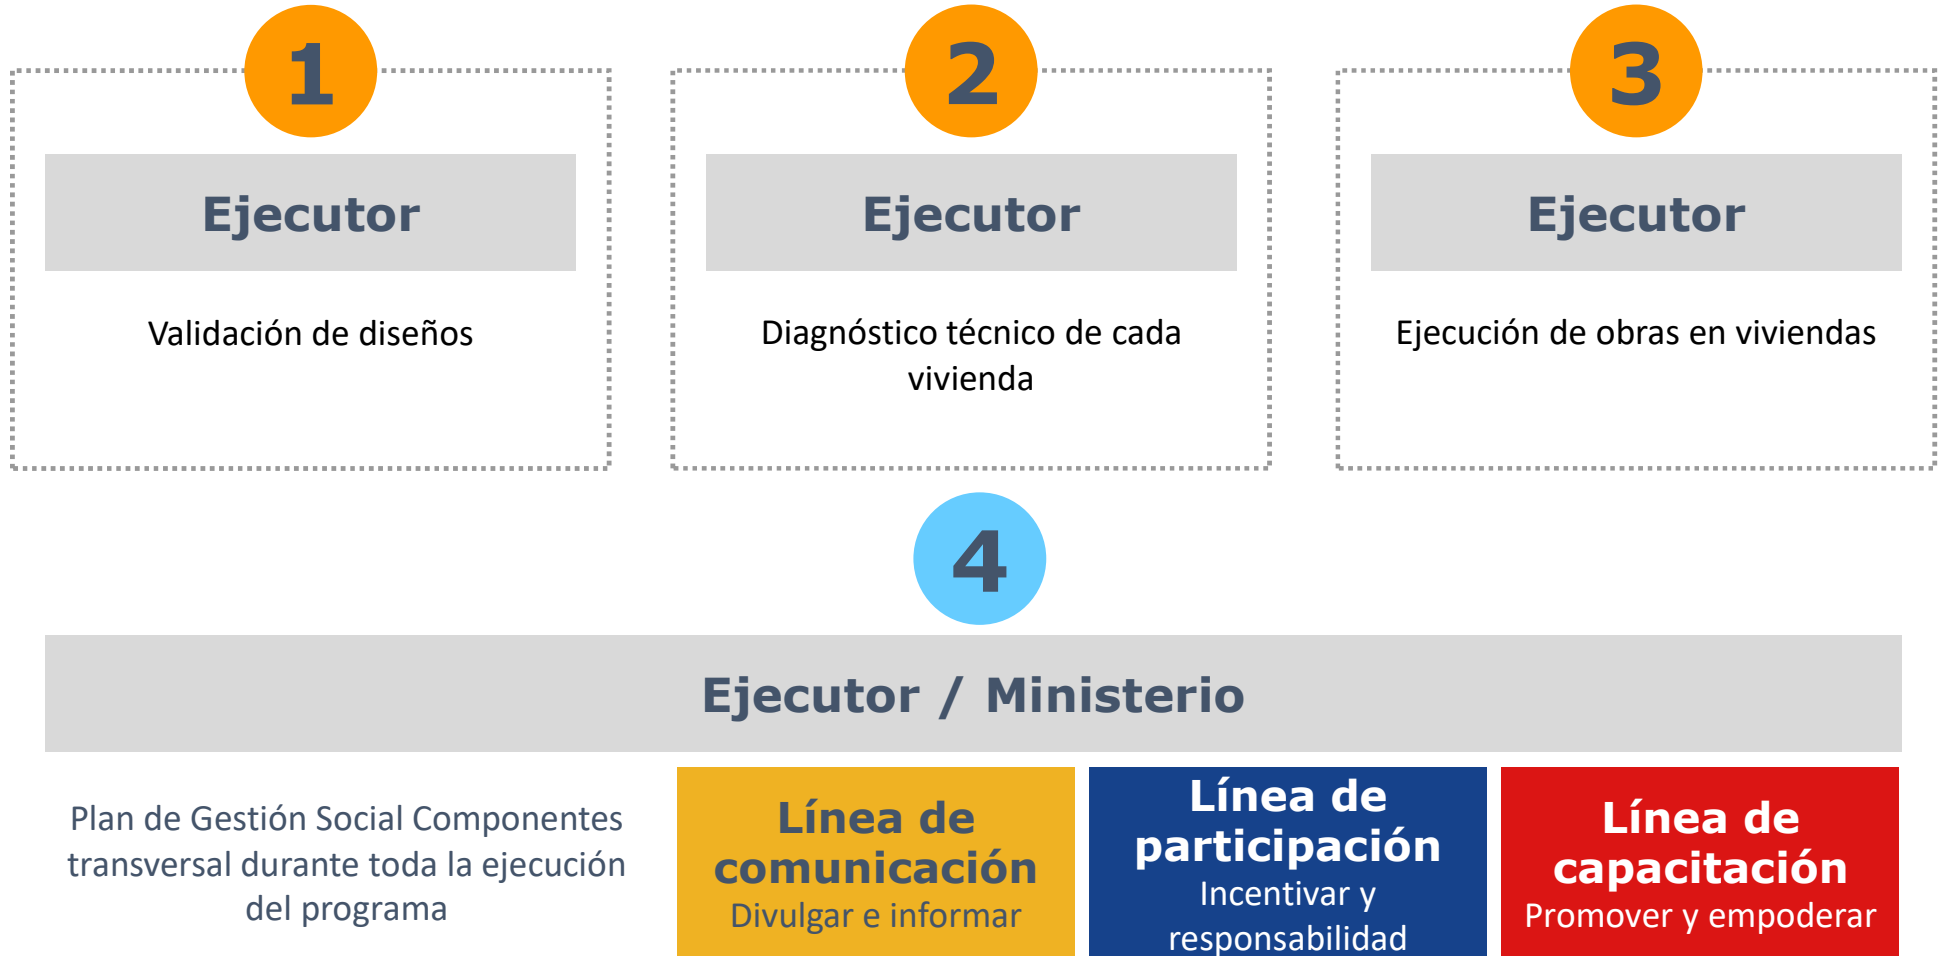 1
Ejecutor
Validación de diseños
2
Ejecutor
Diagnóstico técnico de cada
vivienda
3
Ejecutor
Ejecución de obras en viviendas
4
Ejecutor / Ministerio
Plan de Gestión Social Componentes
transversal durante toda la ejecución
del programa
Línea de
comunicación
Divulgar e informar
Línea de
participación
Incentivar y
responsabilidad
Línea de
capacitación
Promover y empoderar